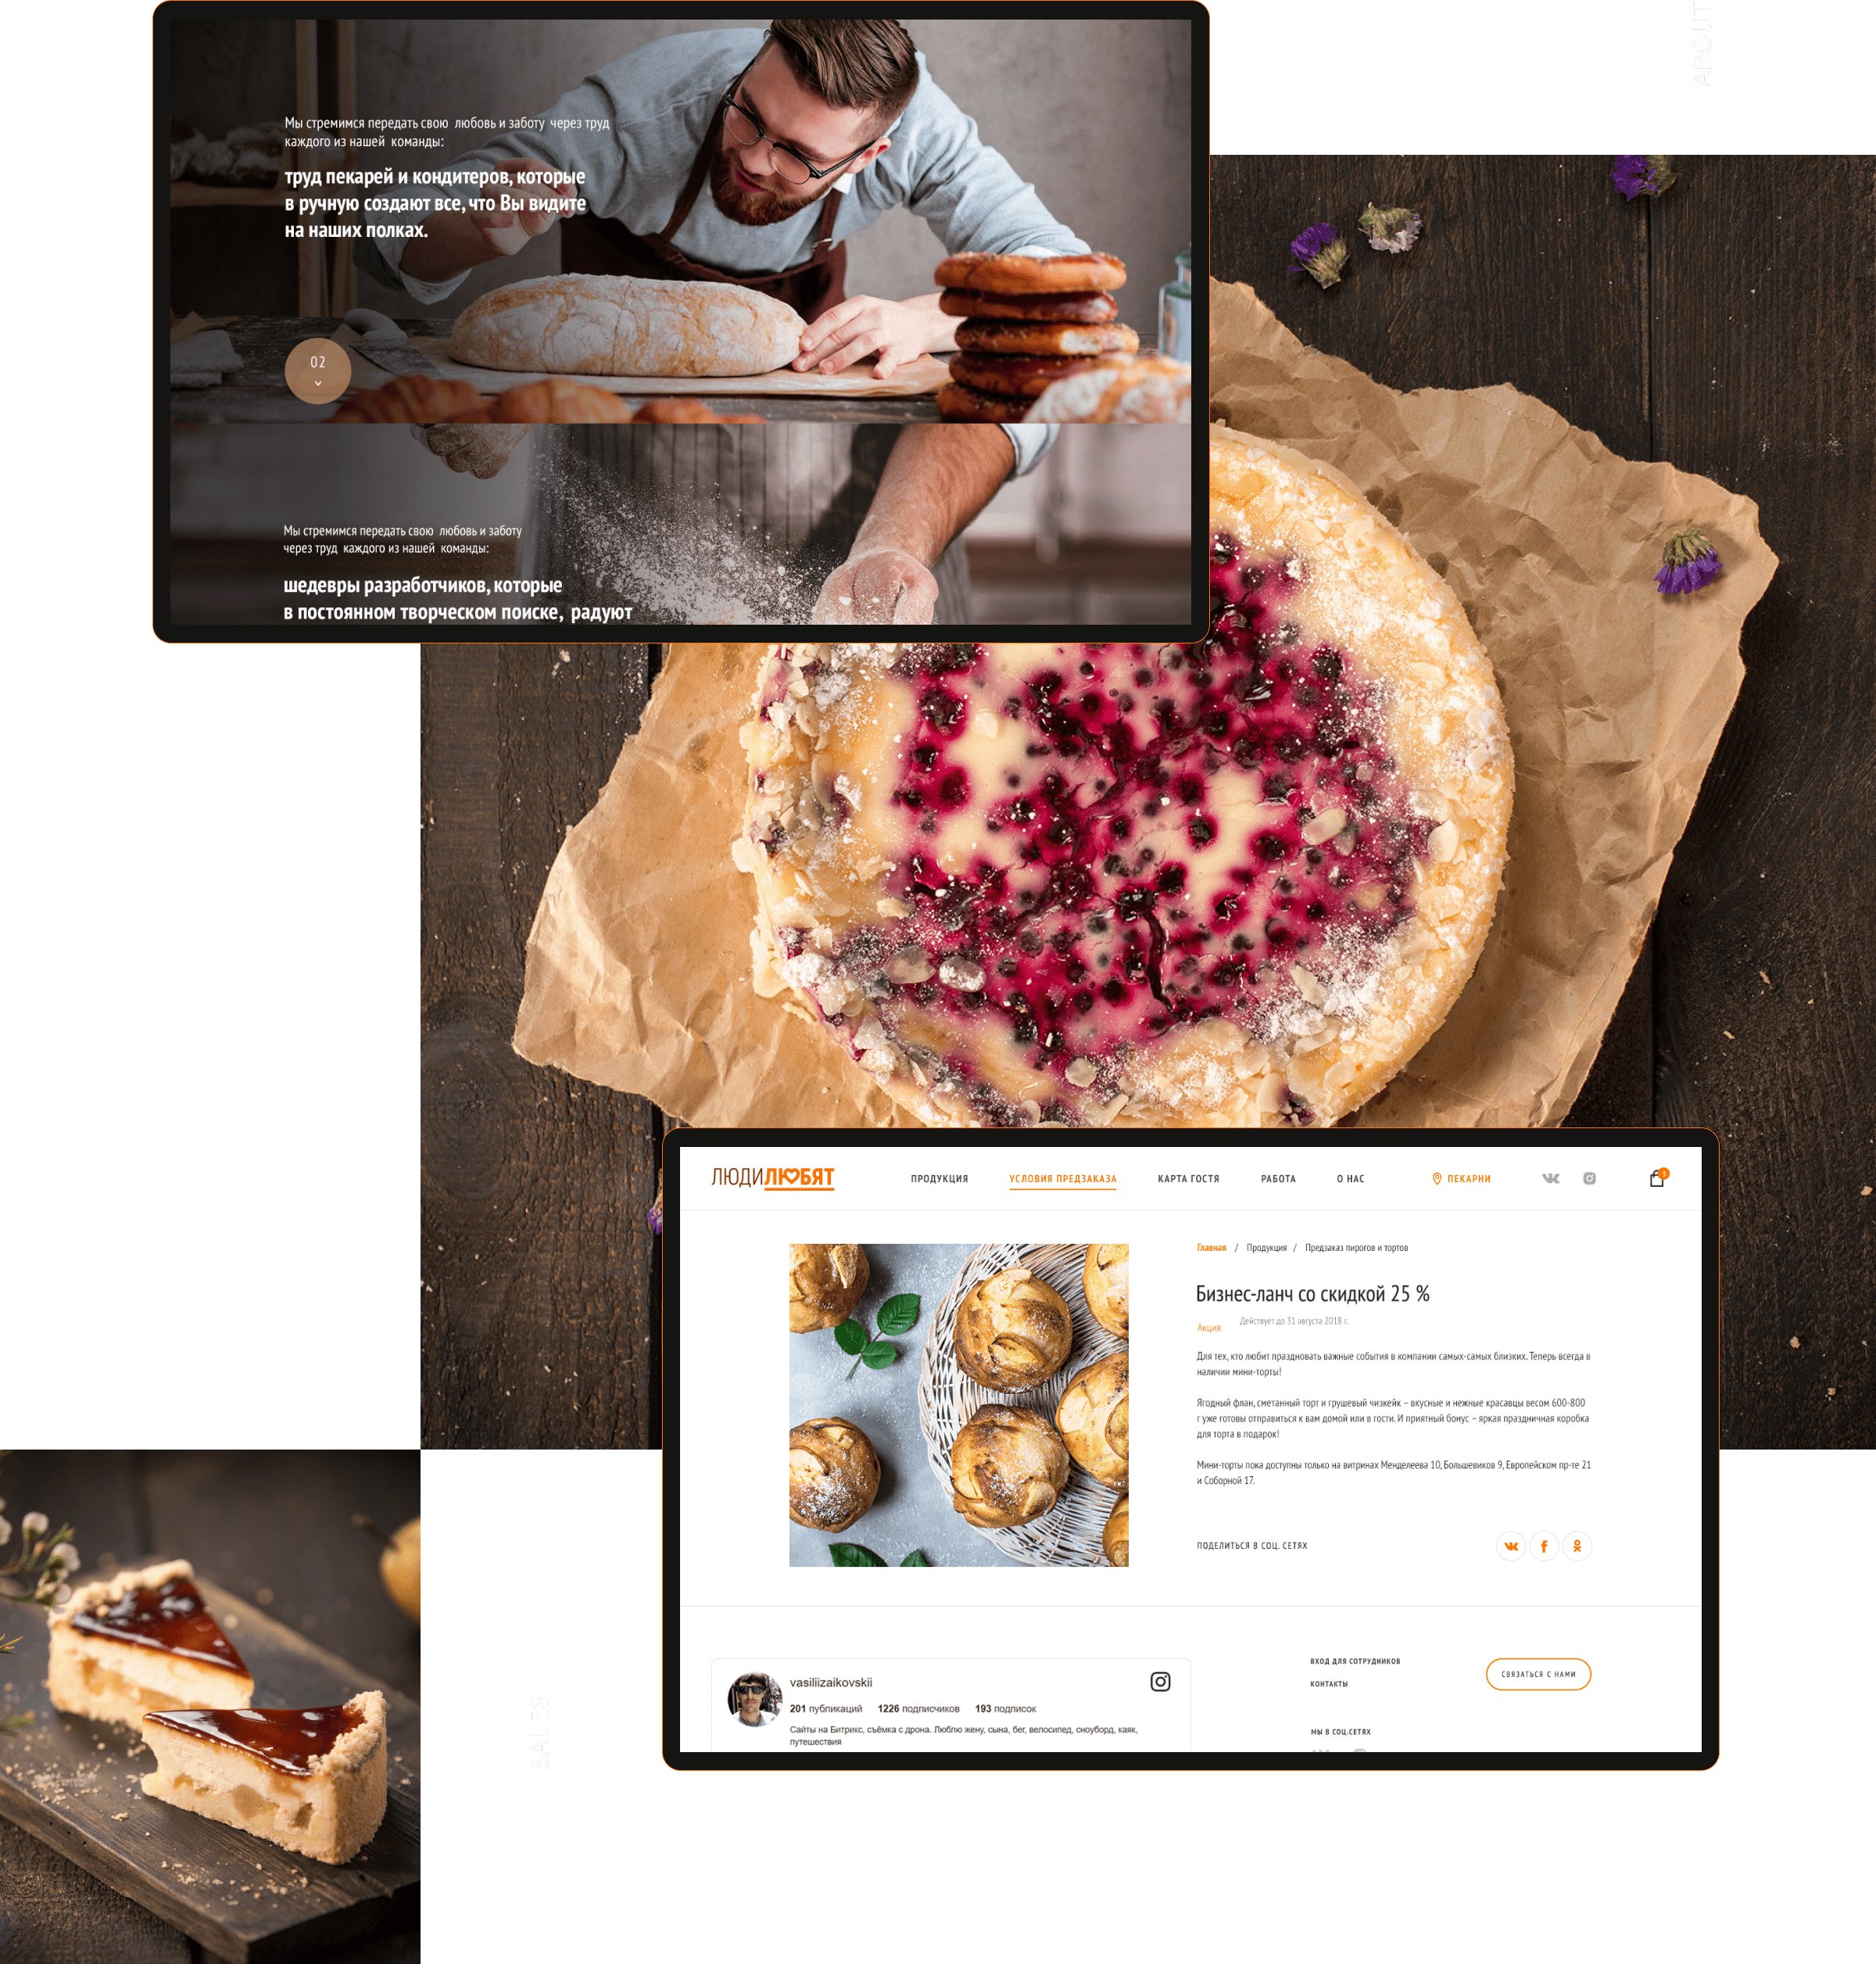 ABOUT
Мы стремимся передать свою любовь и заботу через труд
каждого из нашей команды:
труд пекарей и кондитеров, которые
в ручную создают все, что Вы видите
на наших полках.
02
Мы стремимся передать свою любовь и заботу
через труд каждого из нашей команды:
шедевры разработчиков, которые
в постоянном творческом поиске, радуют
ЛЮДИЛЮБЯТ
ПРОДУКЦИЯ
УСЛОВИЯ ПРЕДЗАКАЗА
КАРТА ГОСТЯ
РАБОТА
О НАС
ПЕКАРНИ
Главная / Продукция / Предзаказ пирогов и тортов
Бизнес-ланч со скидкой 25 %
Акция
Действует до 31 августа 2018 г.
Для тех, кто любит праздновать важные события в компании самых-самых близких. Теперь всегда в
наличии мини-торты!
Ягодный флан, сметанный торт и грушевый чизкейк – вкусные и нежные красавцы весом 600-800
г уже готовы отправиться к вам домой или в гости. И приятный бонус – яркая праздничная коробка
для торта в подарок!
Мини-торты пока доступны только на витринах Менделеева 10, Большевиков 9, Европейском пр-те 21
и Соборной 17.
ПОДЕЛИТЬСЯ В СОЦ. СЕТЯХ
vasiliizaikovskii
201 публикаций 1226 подписчиков 193 подписок
Сайты на Битрикс, съёмка с дрона. Люблю жену, сына, бег, велосипед, сноуборд, каяк,
путешествия
ВХОД ДЛЯ СОТРУДНИКОВ
КОНТАКТЫ
СВЯЗАТЬСЯ С НАМИ
МЫ В СОЦ.СЕТЯХ
SALES